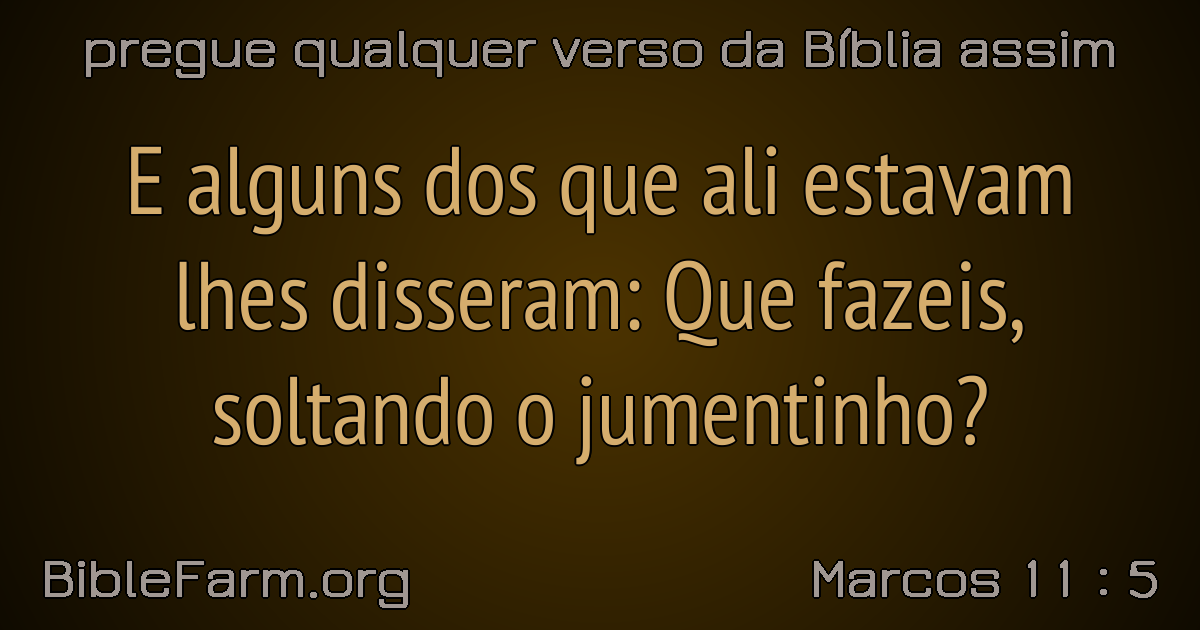 pregue qualquer verso da Bíblia assim
E alguns dos que ali estavam
lhes disseram: Que fazeis,
soltando o jumentinho?
BibleFarm.org
Marcos 11 : 5